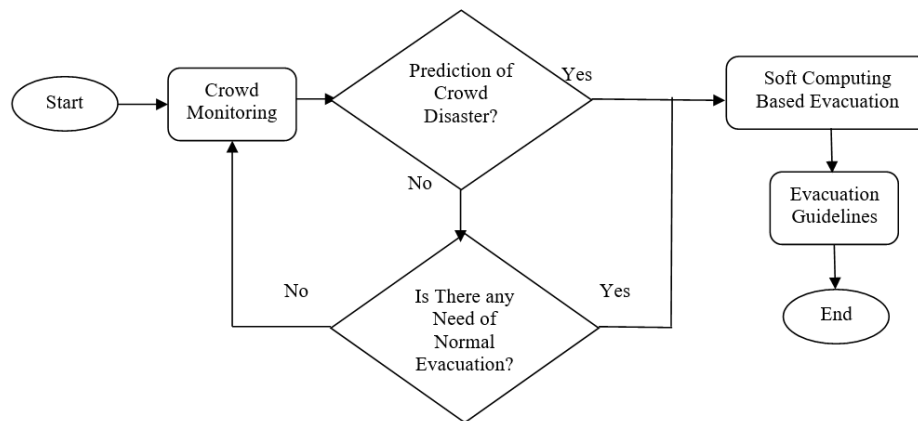 Start
Crowd
Monitoring
Prediction of
Crowd
Disaster?
Yes
Soft Computing
Based Evacuation
No
Evacuation
Guidelines
No
Is There any
Need of
Normal
Evacuation?
Yes
End